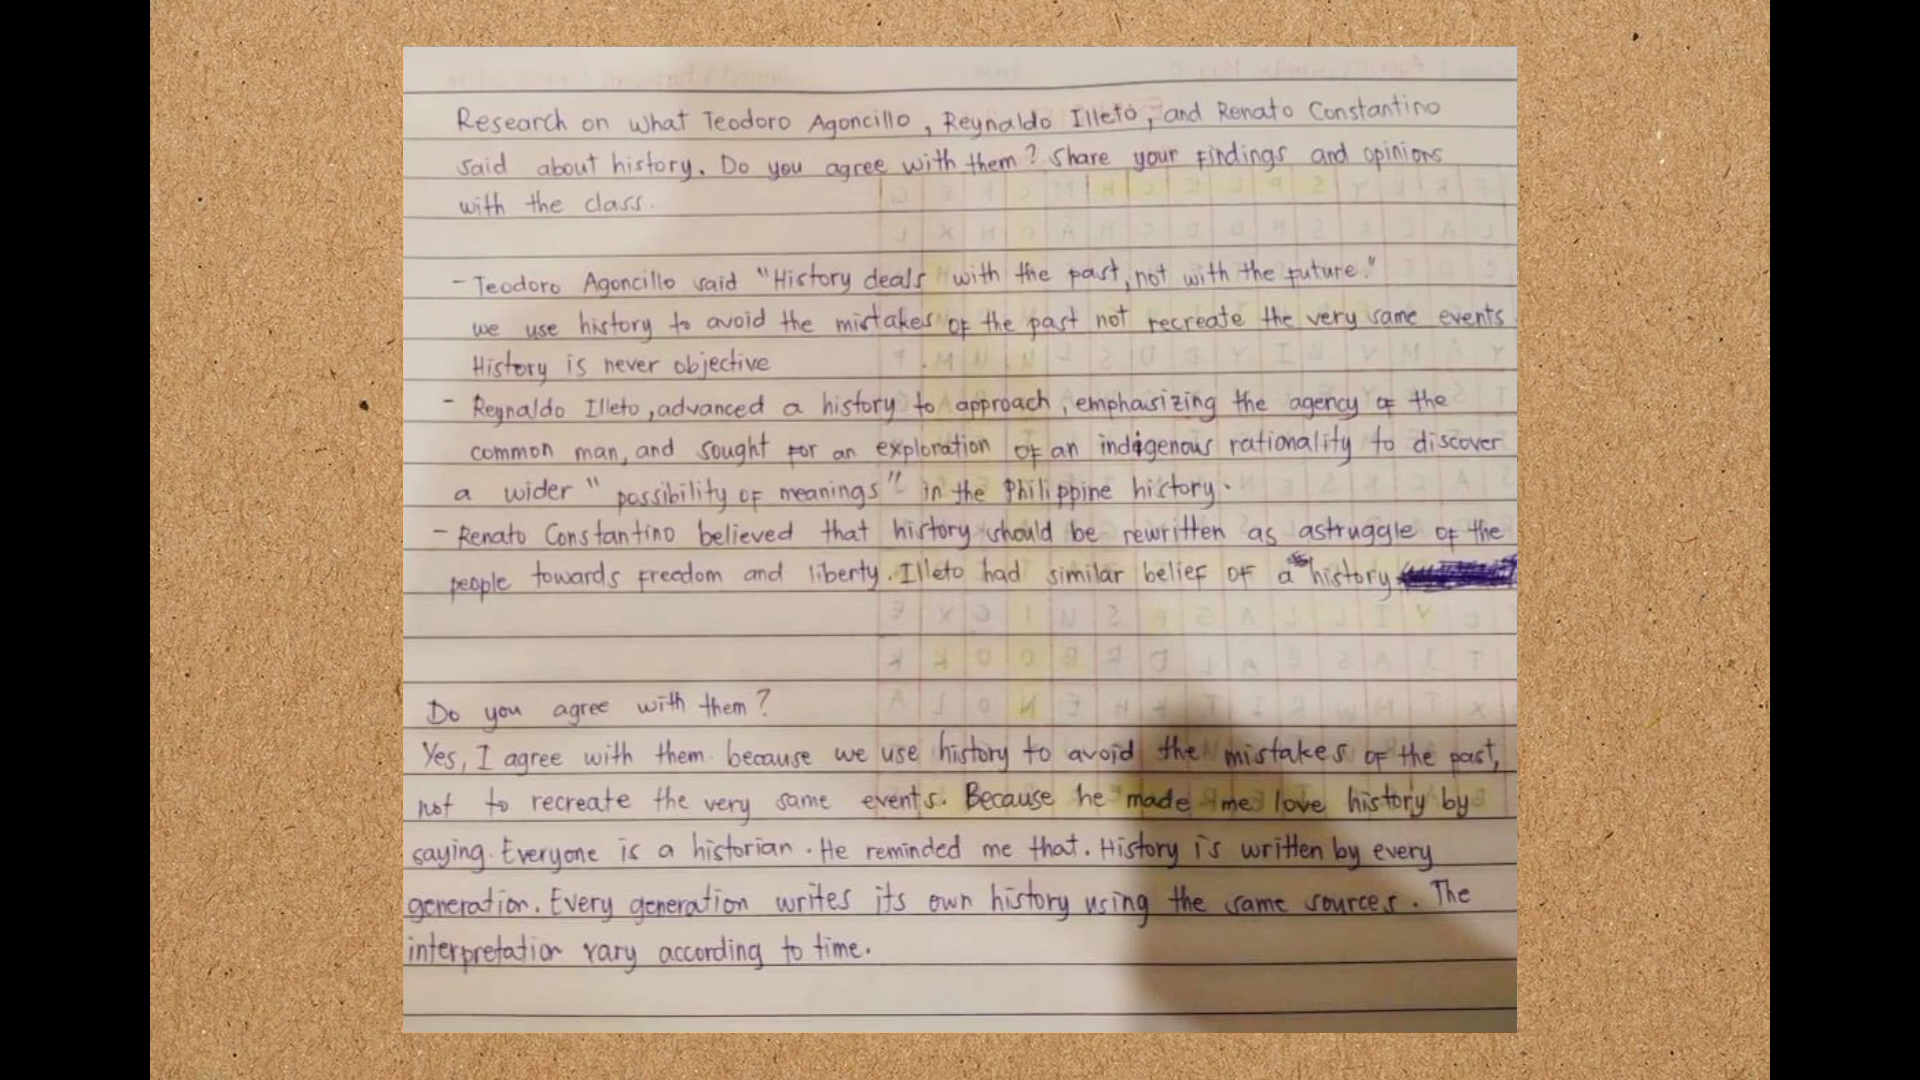 Research on what Teodoro Agoncillo, Reynaldo Illeto, and Renato Constantino
said about history. Do you agree with them? Share your findings and opinions
with the class.
- Teodoro Agoncillo said "History deals with the past, not with the future."
we use history to avoid the mistakes of the past not recreate the very same events
History is never objective
- Reynaldo Illeto, advanced a history to approach, emphasizing the agency of the
common man, and sought for an exploration of an indigenous rationality to discover
a wider "possibility of meanings" in the Philippine history.
- Renato Constantino believed that history should be rewritten as astruggle of the
people towards freedom and liberty. Illeto had similar belief of a history
Do you agree with them?
Yes, I agree with them because we use history to avoid the mistakes of the past,
not to recreate the very same events. Because he made me love history by
saying. Everyone is a historian. He reminded me that. History is written by every
generation. Every generation writes its own history using the same sources. The
interpretation vary according to time.